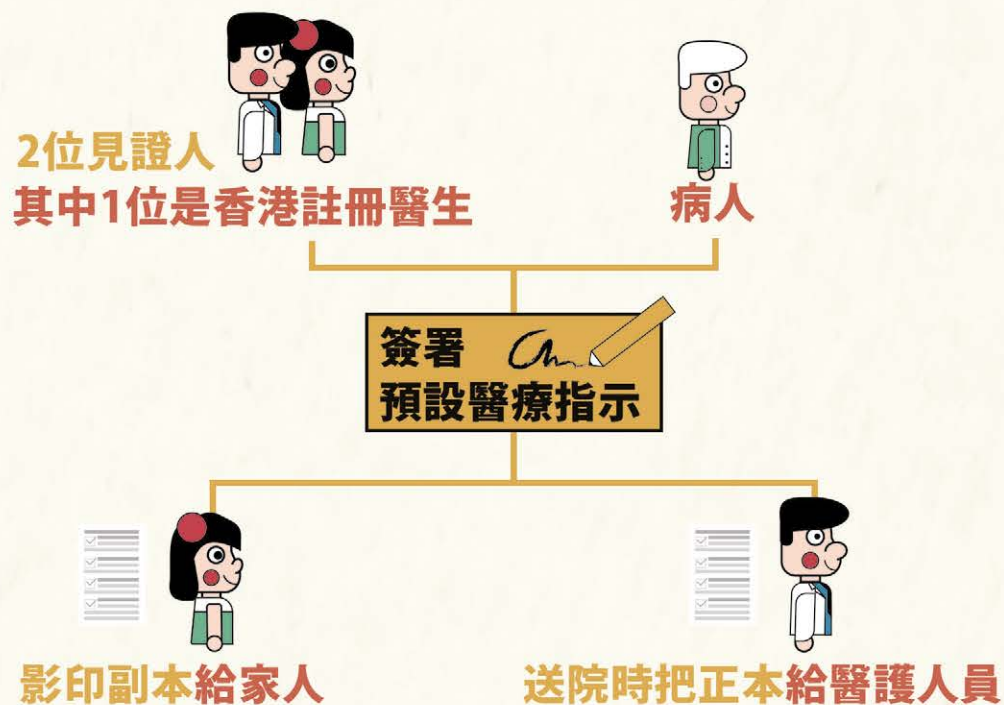 2位見證人
其中1位是香港註冊醫生
病人
簽署
預設醫療指示
影印副本給家人
送院時把正本給醫護人員